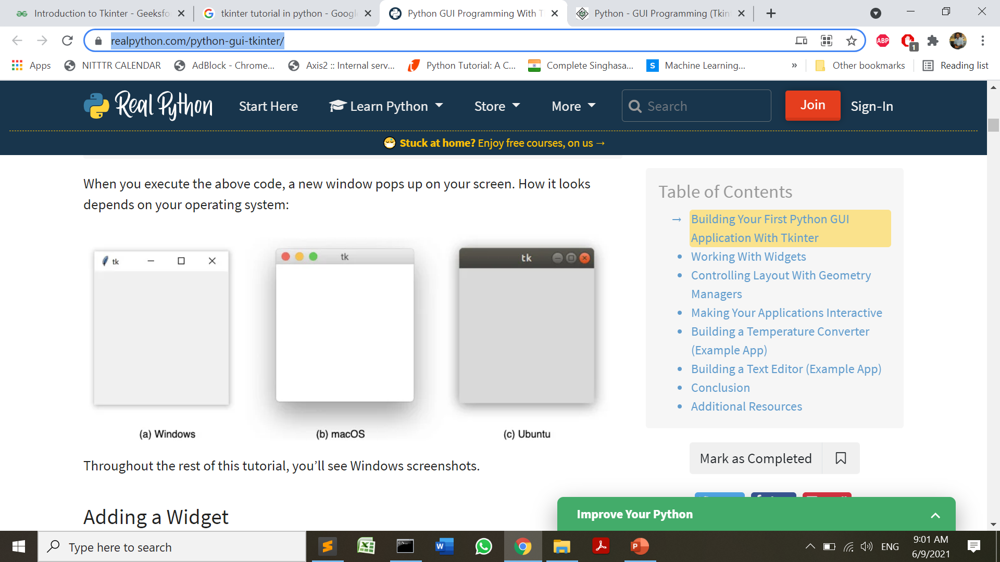 Introduction to Tkinter - Geeksfo
tkinter tutorial in python - Googl
Python GUI Programming With T
Python - GUI Programming (Tkin
realpython.com/python-gui-tkinter/
ABP
1
Apps
NITTTR CALENDAR
AdBlock - Chrome...
Axis2 :: Internal serv...
Python Tutorial: A C...
Complete Singhasa...
S
Machine Learning...
»
Other bookmarks
Reading list
Real Python
Start Here
Learn Python
Store
More
Search
Join
Sign-In
Stuck at home? Enjoy free courses, on us →
When you execute the above code, a new window pops up on your screen. How it looks
depends on your operating system:
tk
tk
tk
(a) Windows
(b) macOS
(c) Ubuntu
Throughout the rest of this tutorial, you’ll see Windows screenshots.
Adding a Widget
Table of Contents
→ Building Your First Python GUI
Application With Tkinter
• Working With Widgets
• Controlling Layout With Geometry
Managers
• Making Your Applications Interactive
• Building a Temperature Converter
(Example App)
• Building a Text Editor (Example App)
• Conclusion
• Additional Resources
Mark as Completed
Improve Your Python
Type here to search
ENG
9:01 AM
6/9/2021